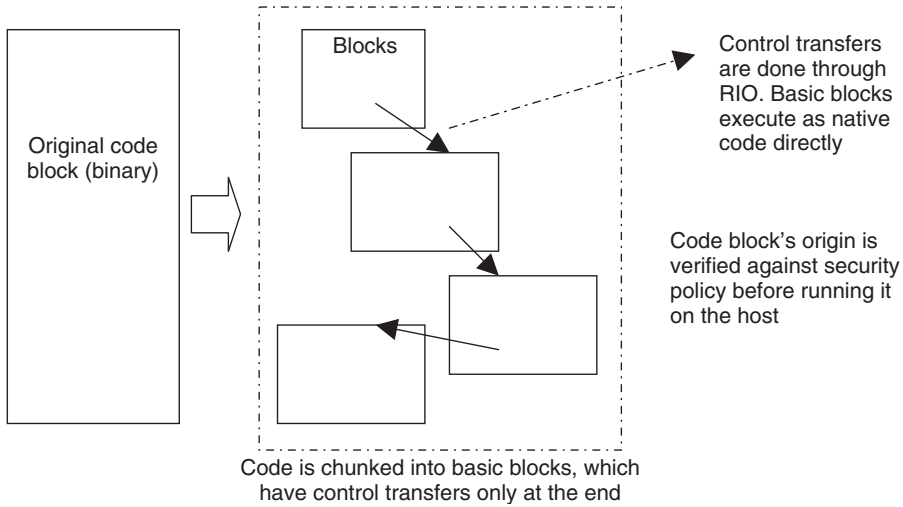 Original code
block (binary)
Blocks
Control transfers
are done through
RIO. Basic blocks
execute as native
code directly
Code block's origin is
verified against security
policy before running it
on the host
Code is chunked into basic blocks, which
have control transfers only at the end